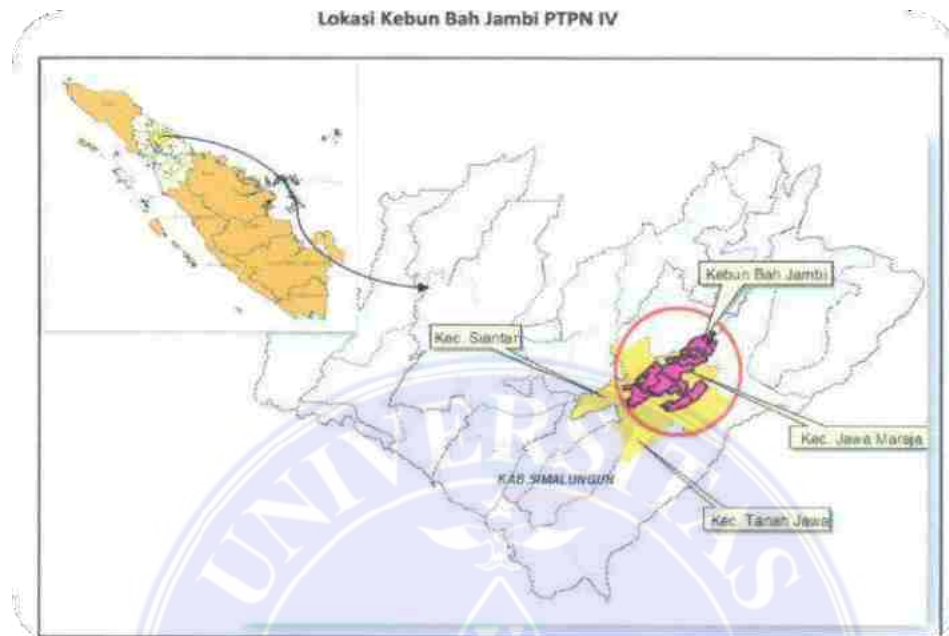 Lokasi Kebun Bah Jambi PTPN IV
Kebun Bah Jambi
Kec. Siantar
Kec. Jawa Maraja
KAB.SIMALUNGUN
Kec. Tanah Jawa
UNIVERSITAS